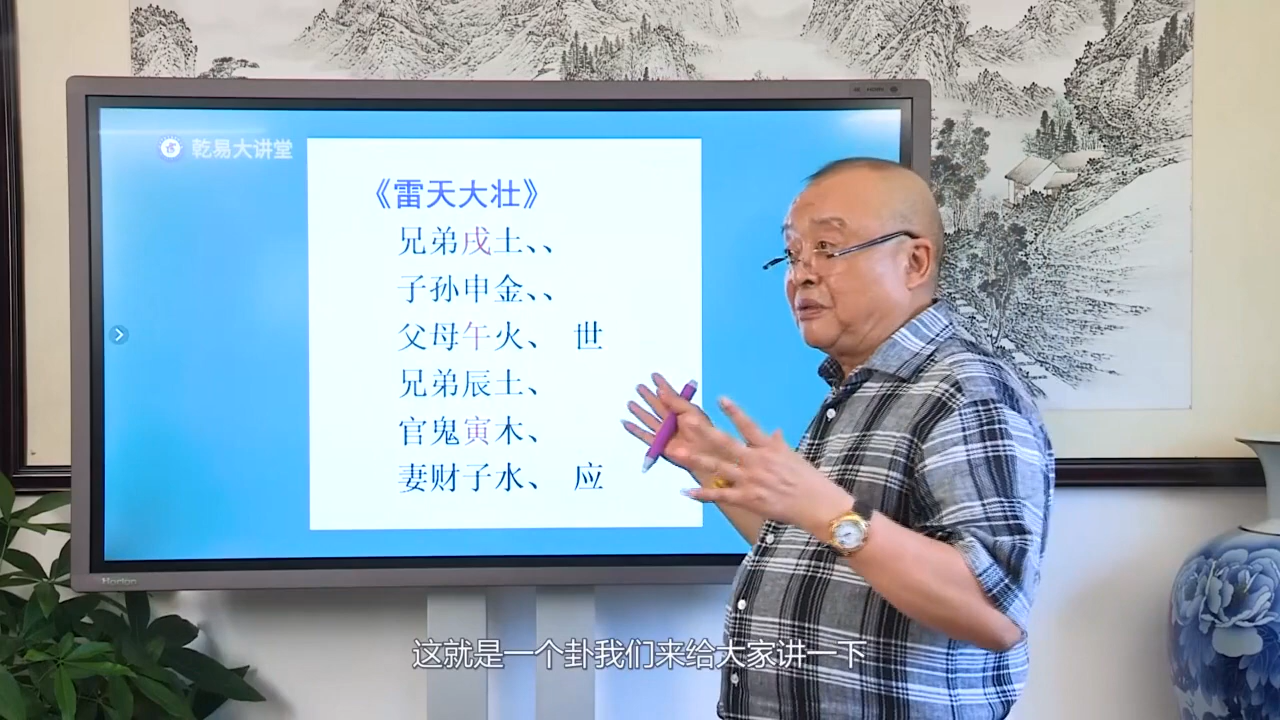 乾易大讲堂
《雷天大壮》
兄弟戌土、、
子孙申金、、
父母午火、 世
兄弟辰土、
官鬼寅木、
妻财子水、 应
这就是一个卦我们来给大家讲一下